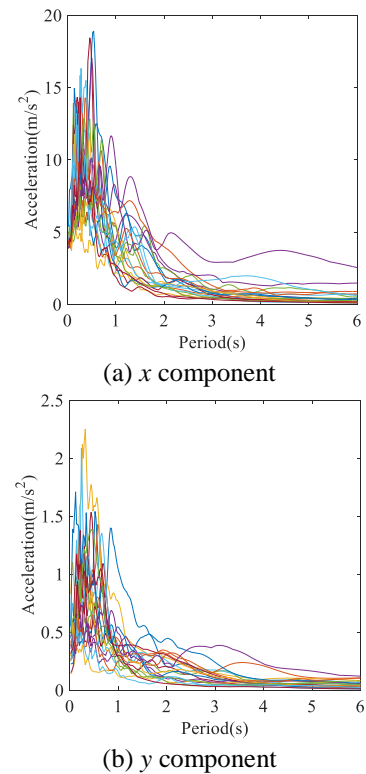 20
15
10
5
0
Acceleration(m/s²)
0 1 2 3 4 5 6
Period(s)
(a) x component
2.5
2
1.5
1
0.5
0
Acceleration(m/s²)
0 1 2 3 4 5 6
Period(s)
(b) y component